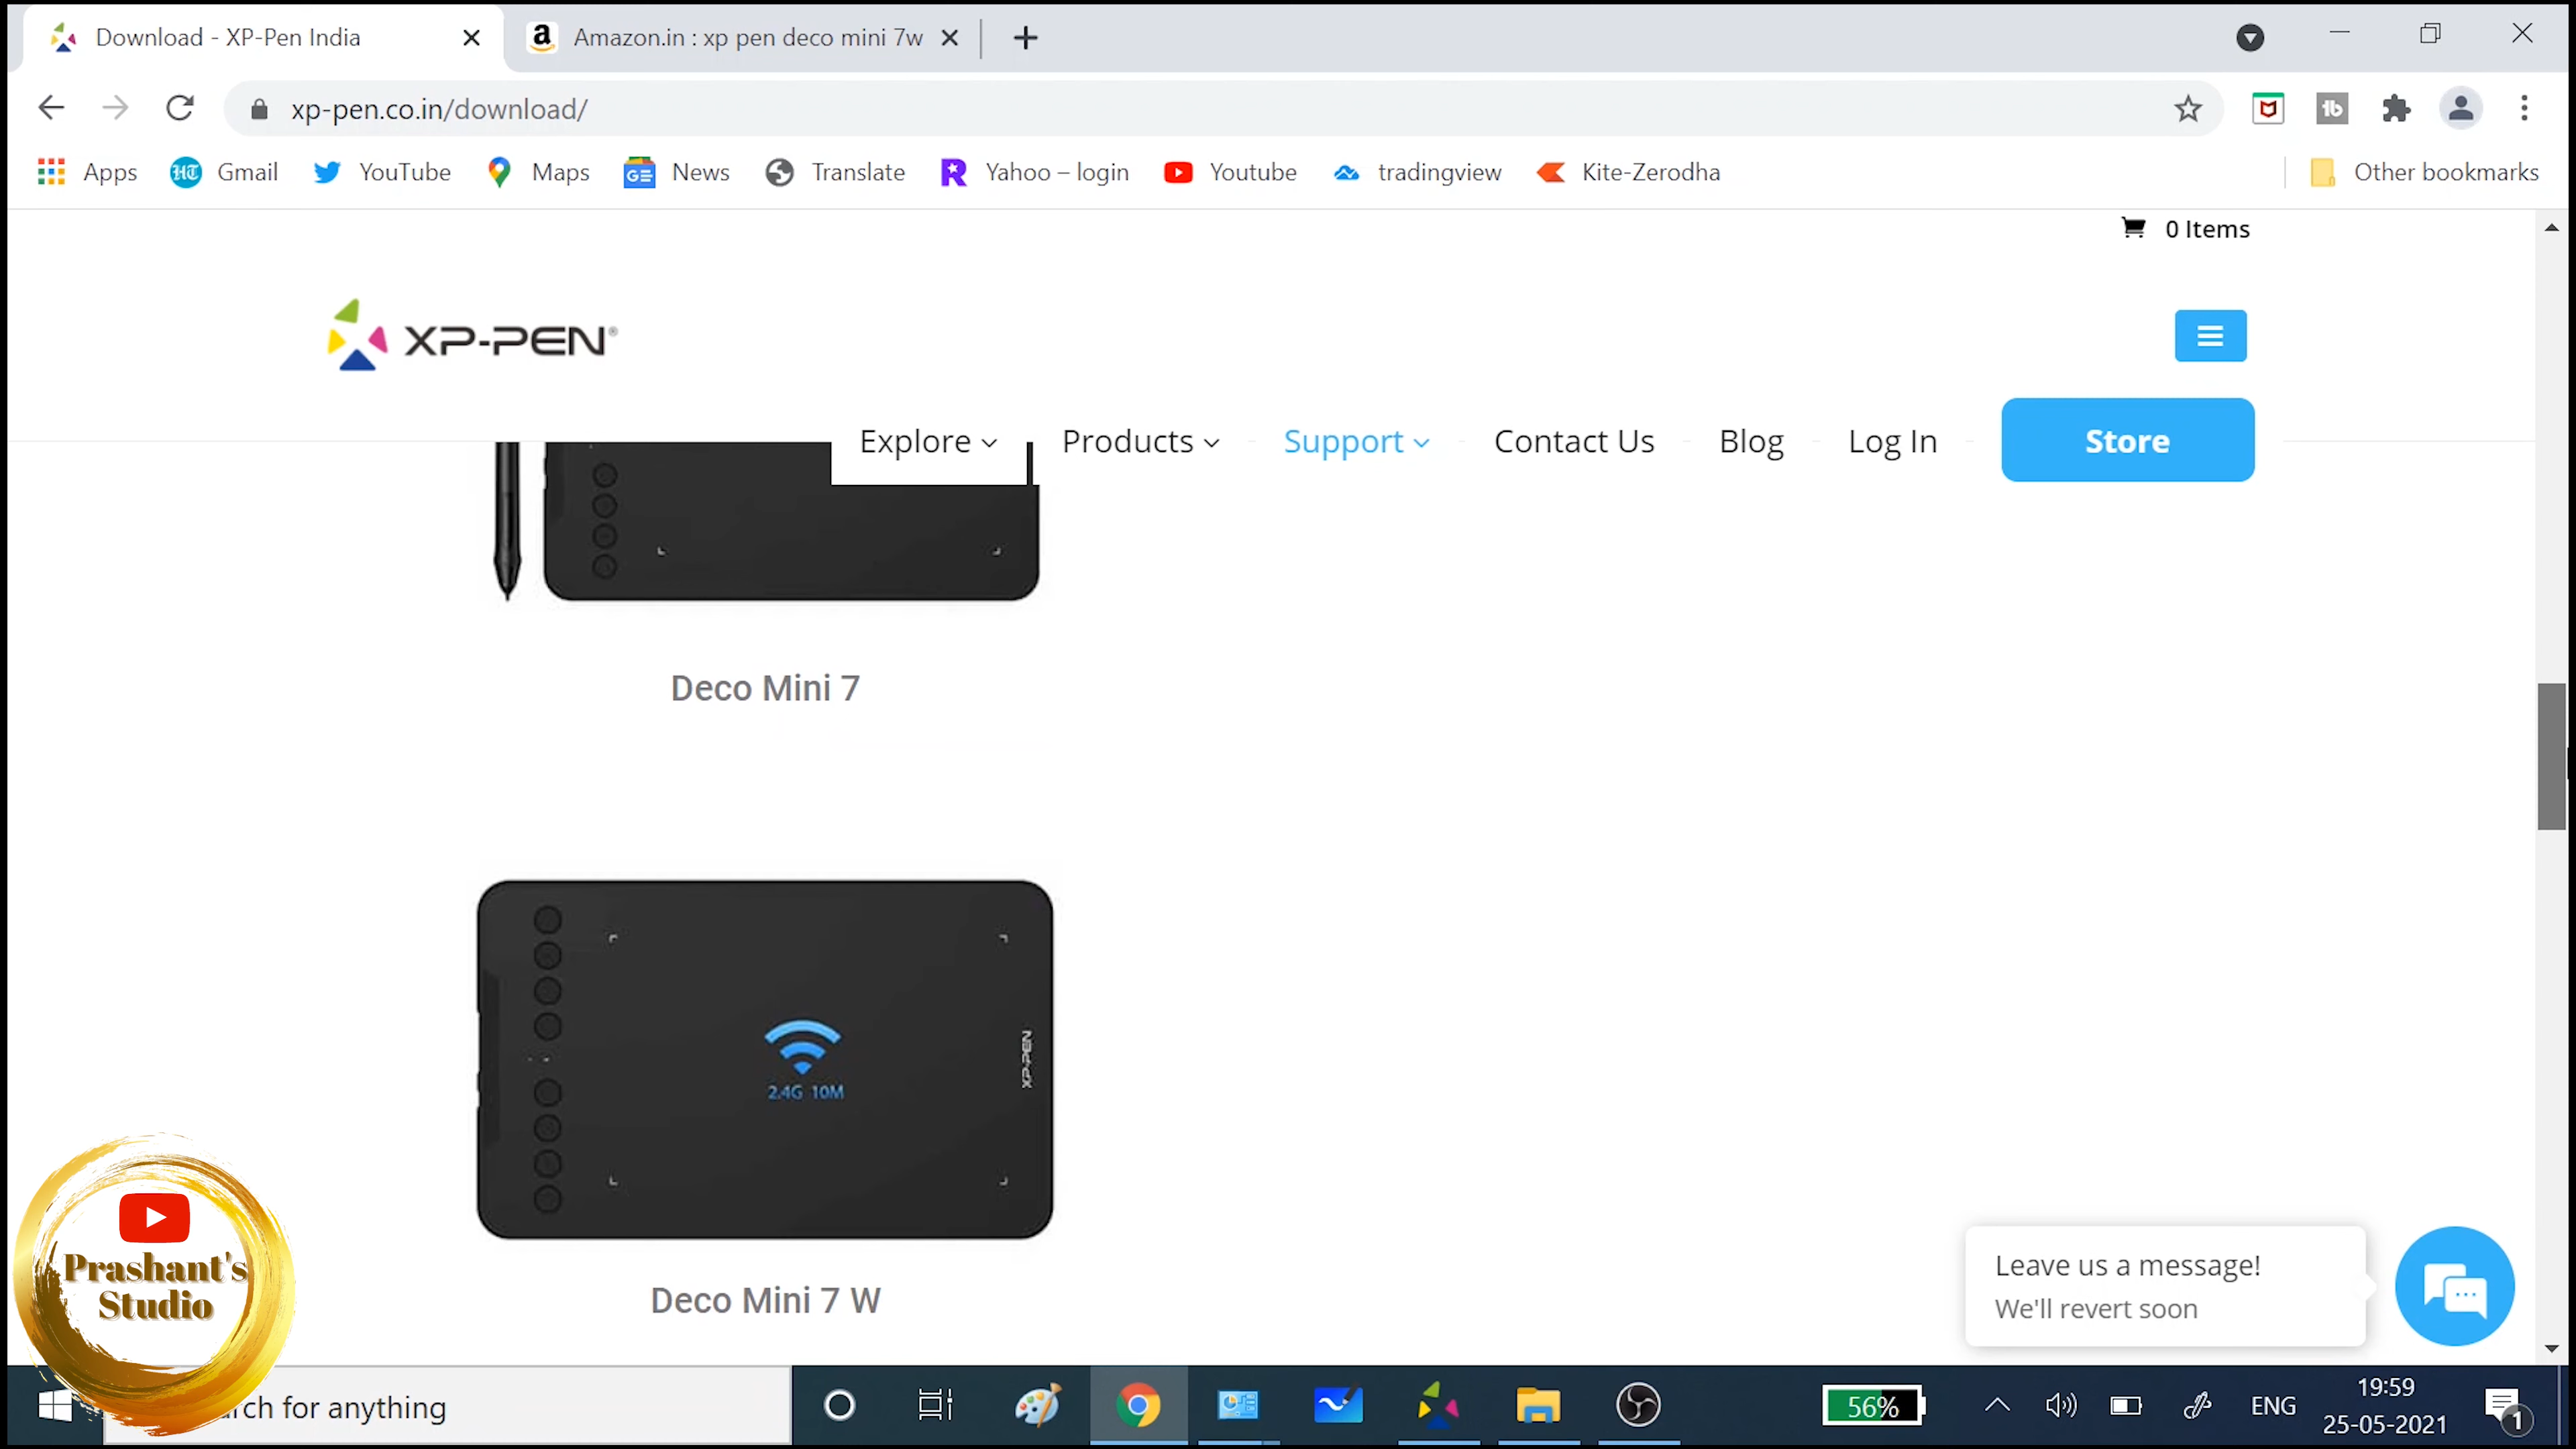 Download - XP-Pen India
Amazon.in : xp pen deco mini 7w
xp-pen.co.in/download/
Apps
Gmail
YouTube
Maps
News
Translate
Yahoo – login
Youtube
tradingview
Kite-Zerodha
Other bookmarks
0 Items
XP-PEN®
Explore
Products
Support
Contact Us
Blog
Log In
Store
Deco Mini 7
2.4G 10M
XP-PEN
Deco Mini 7 W
Leave us a message!
We'll revert soon
Prashant's
Studio
rch for anything
56%
ENG
19:59
25-05-2021
1